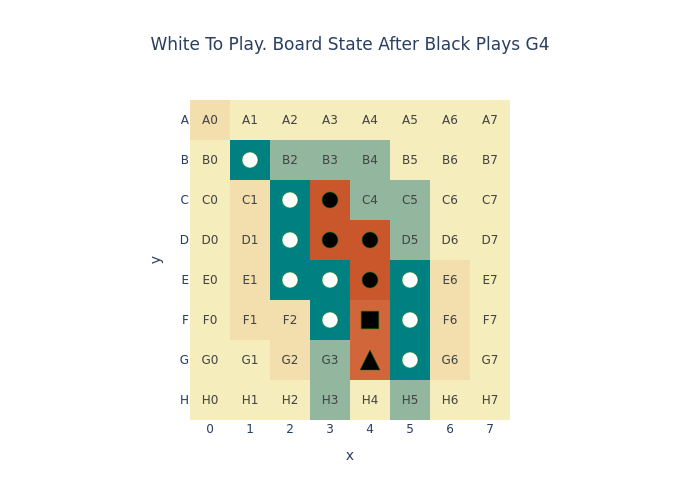 White To Play. Board State After Black Plays G4
A A0 A1 A2 A3 A4 A5 A6 A7
B B0 B2 B3 B4 B5 B6 B7
C C0 C1 C4 C5 C6 C7
D D0 D1 D5 D6 D7
y
E E0 E1 E6 E7
F F0 F1 F2 F6 F7
G G0 G1 G2 G3 G6 G7
H H0 H1 H2 H3 H4 H5 H6 H7
0 1 2 3 4 5 6 7
x